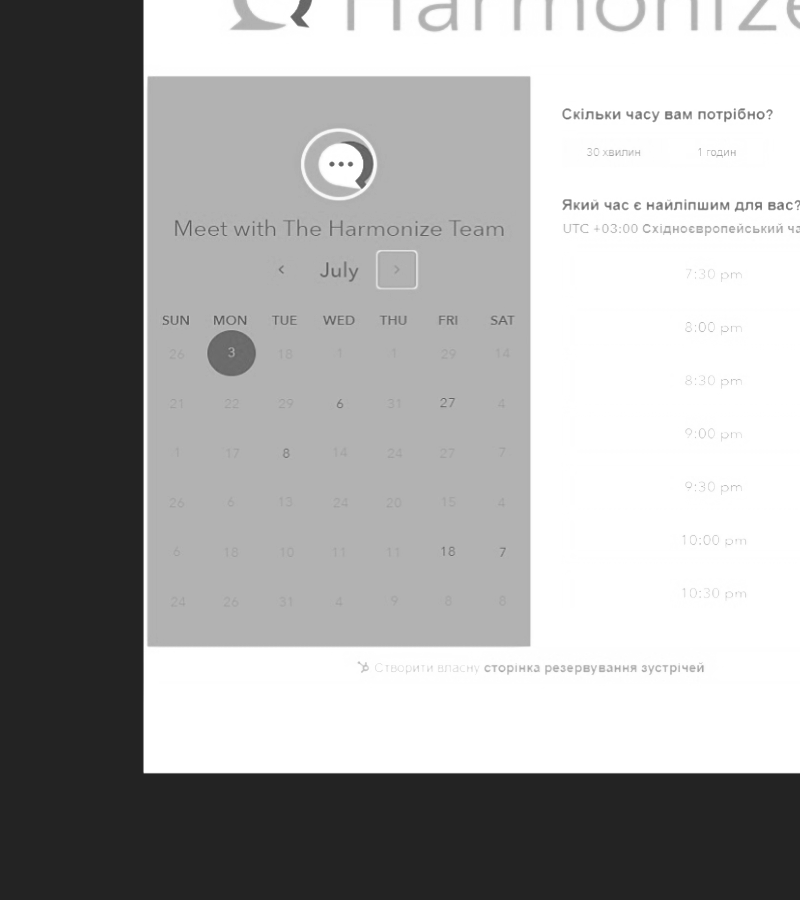 Harmonize
Meet with The Harmonize Team
July
SUN MON TUE WED THU FRI SAT
26 3 18 1 1 29 14
21 22 29 6 31 27 4
1 17 8 14 24 27 7
26 6 13 24 20 15 4
6 18 10 11 11 18 7
24 26 31 4 9 8 8
Скільки часу вам потрібно?
30 хвилин 1 годин
Який час є найліпшим для вас?
UTC +03:00 Східноєвропейський ча
7:30 pm
8:00 pm
8:30 pm
9:00 pm
9:30 pm
10:00 pm
10:30 pm
Створити власну сторінка резервування зустрічей